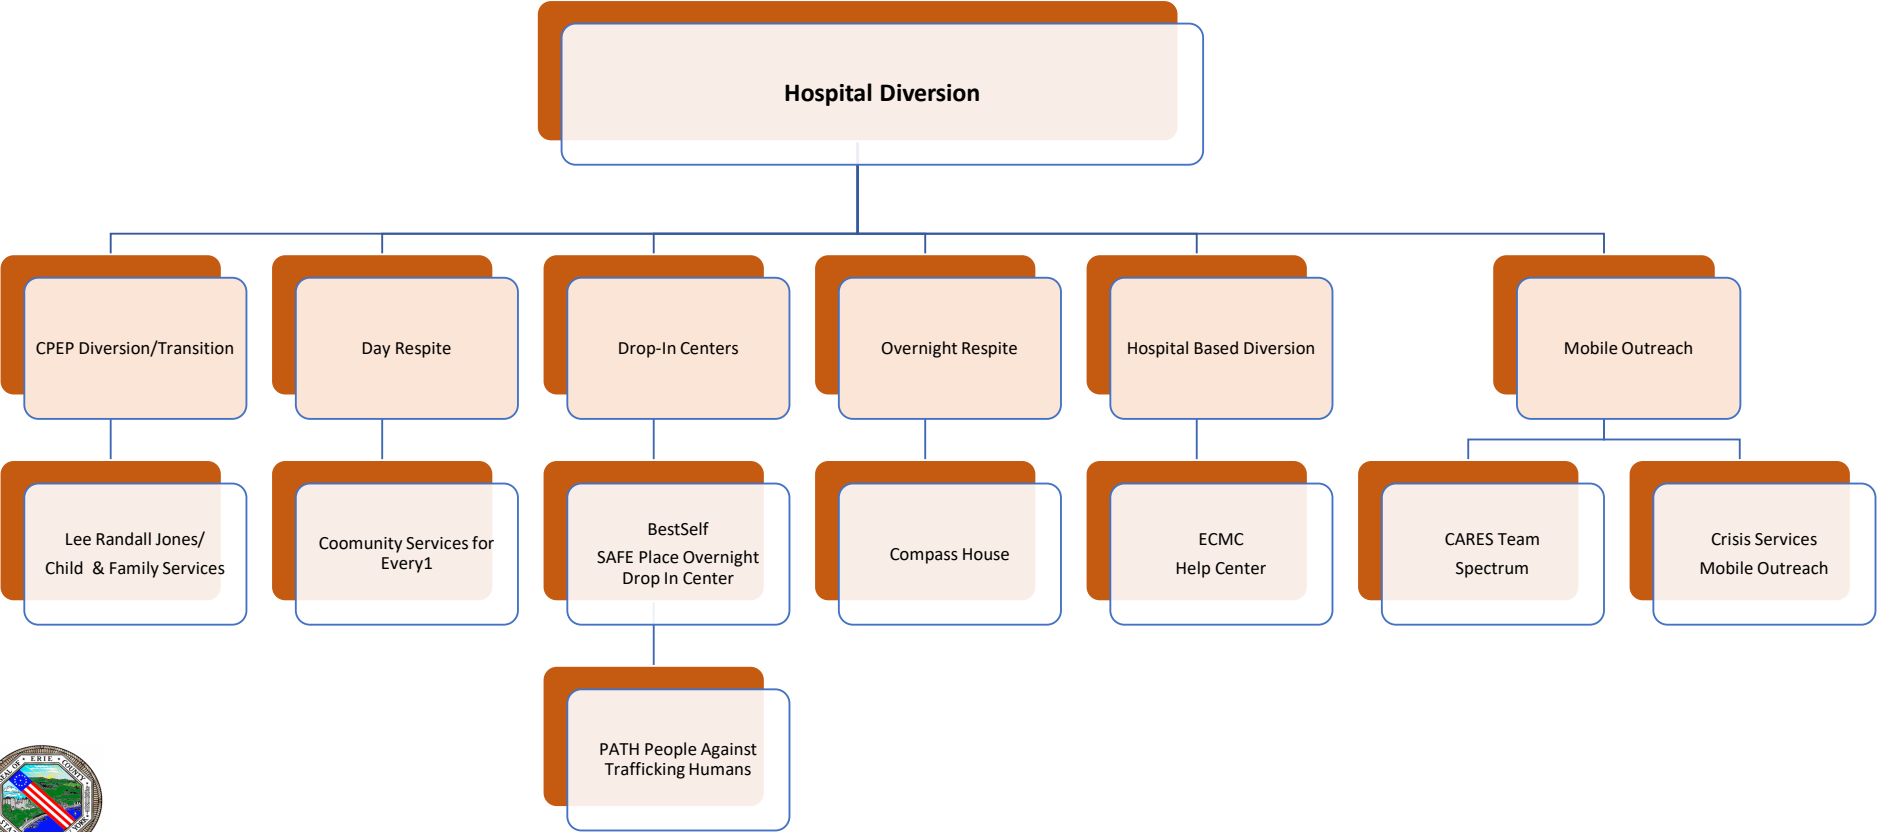 Hospital Diversion
CPEP Diversion/Transition
Day Respite
Drop-In Centers
Overnight Respite
Hospital Based Diversion
Mobile Outreach
Lee Randall Jones/
Child & Family Services
Coomunity Services for
Every1
BestSelf
SAFE Place Overnight
Drop In Center
Compass House
ECMC
Help Center
CARES Team
Spectrum
Crisis Services
Mobile Outreach
PATH People Against
Trafficking Humans
ERIE COUNTY